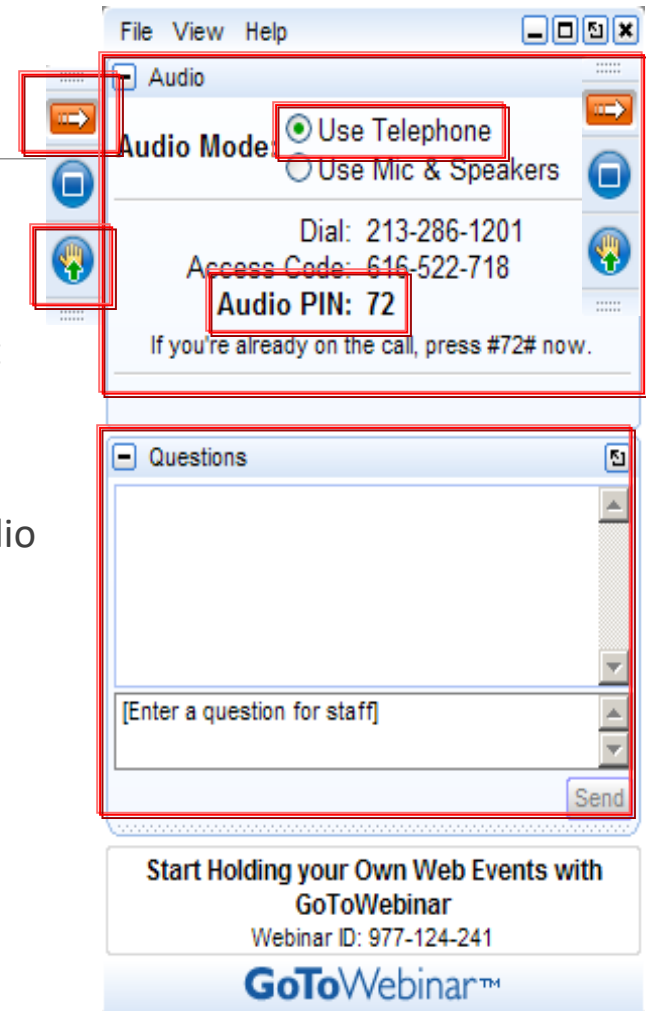 File View Help
Audio
Audio Mode: Use Telephone
Use Mic & Speakers
Dial: 213-286-1201
Access Code: 616-522-718
Audio PIN: 72
If you're already on the call, press #72# now.
Questions
[Enter a question for staff]
Send
Start Holding your Own Web Events with
GoToWebinar
Webinar ID: 977-124-241
GoToWebinar™